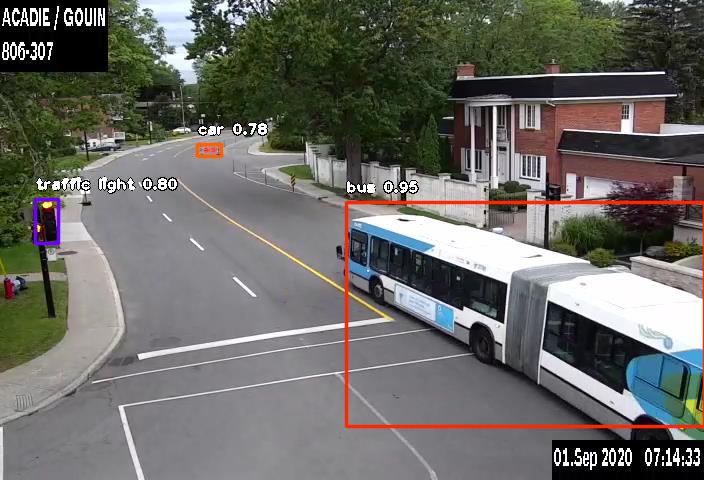 ACADIE / GOUIN
806-307
car 0.78
traffic light 0.80
bus 0.95
01.Sep 2020 07:14:33